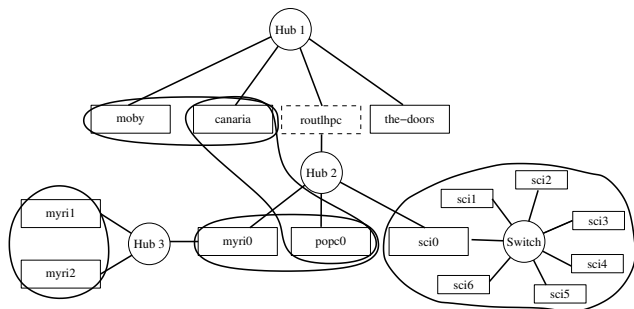 Hub 1
moby
canaria
routlhpc
the-doors
Hub 2
sci2
sci1
myri1
sci3
Hub 3
myri0
popc0
sci0
Switch
sci4
myri2
sci6
sci5